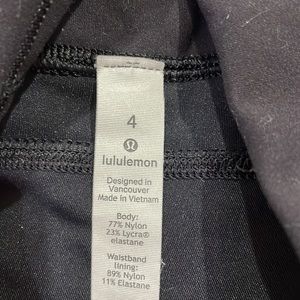 4
lululemon
Designed in
Vancouver
Made in Vietnam
Body:
77% Nylon
23% Lycra®
elastane
Waistband
lining:
89% Nylon
11% Elastane